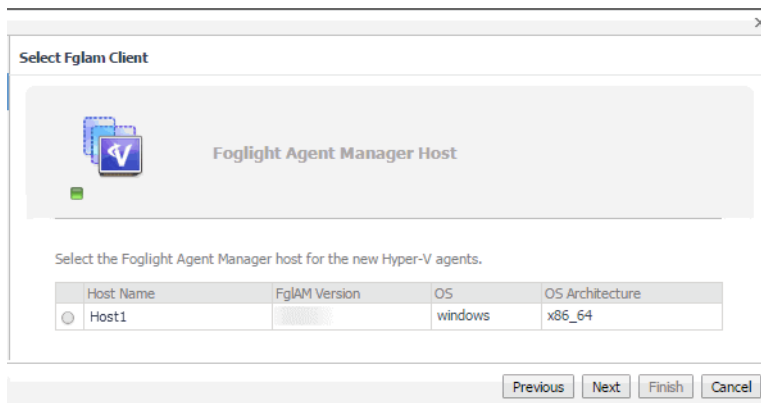 Select Fglam Client
Foglight Agent Manager Host
Select the Foglight Agent Manager host for the new Hyper-V agents.
Host Name FglAM Version OS OS Architecture
Host1 windows x86_64
Previous Next Finish Cancel